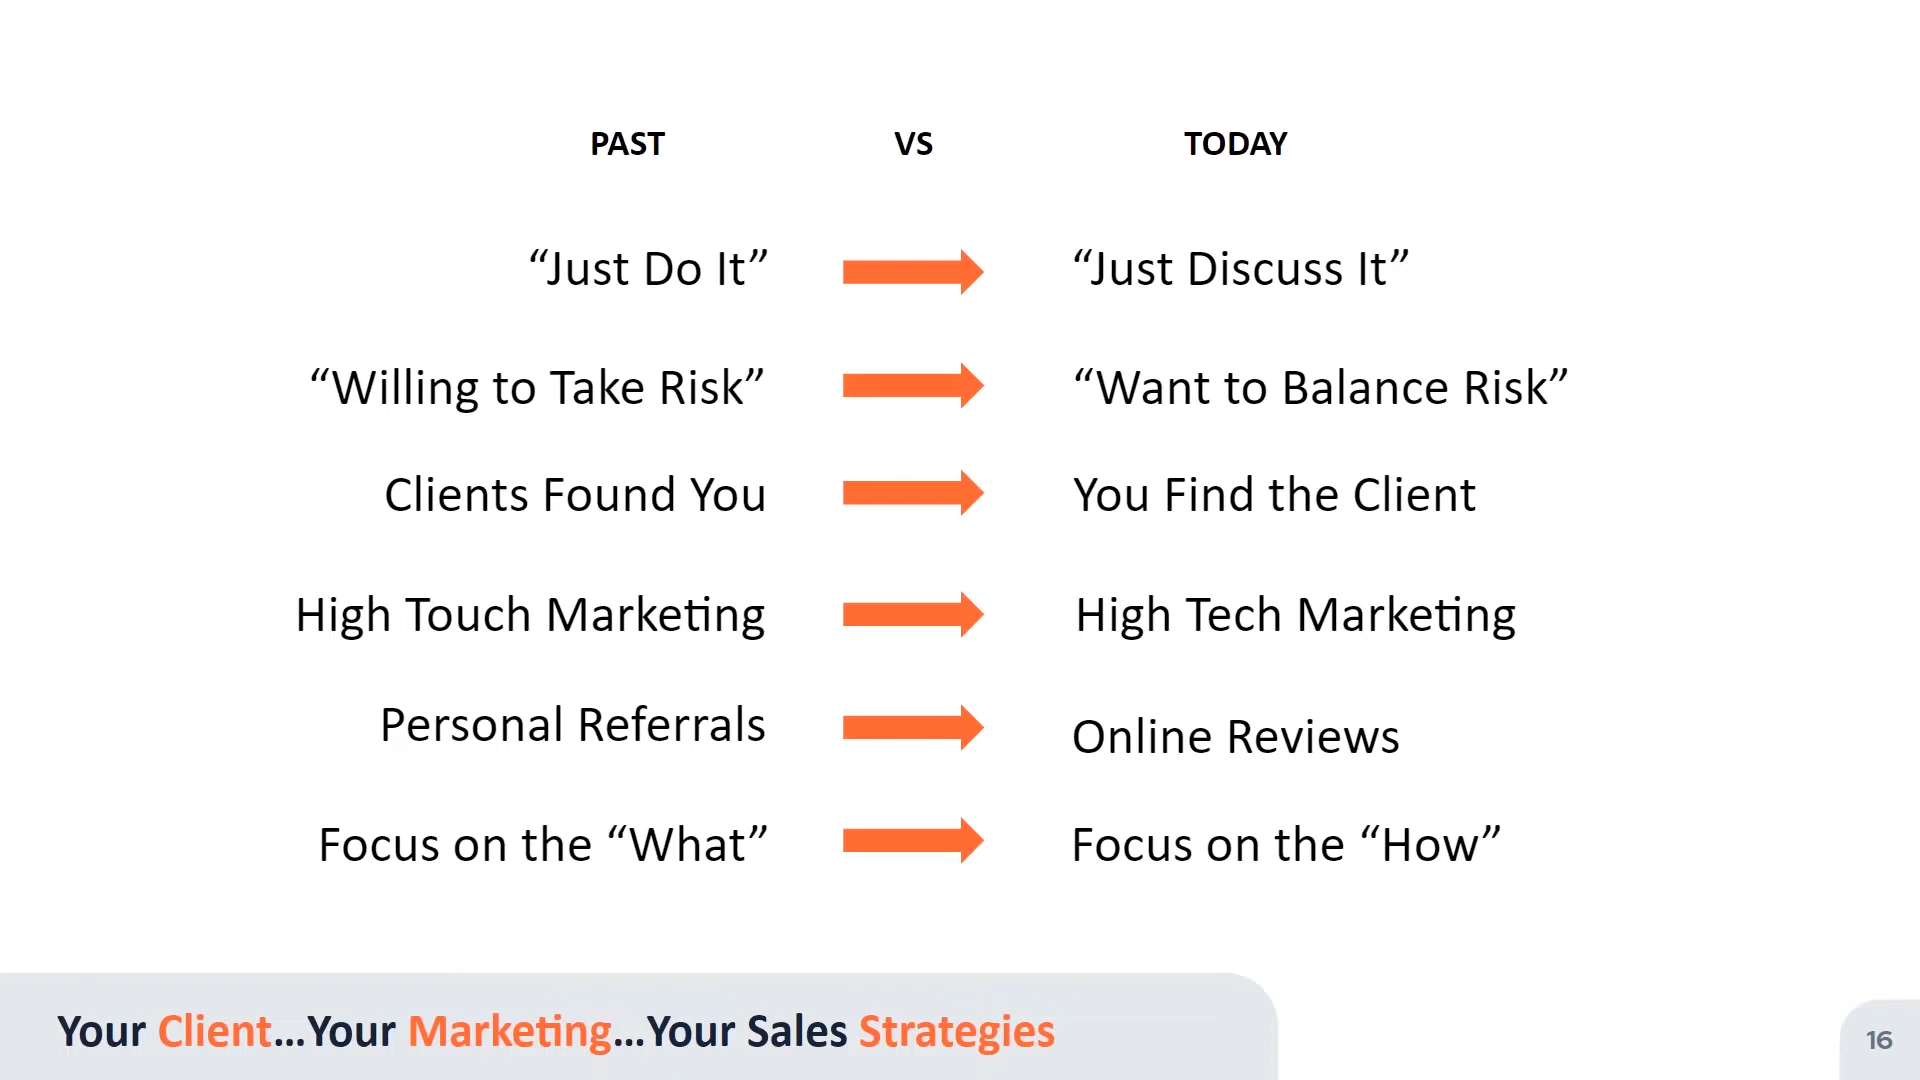 PAST VS TODAY
“Just Do It” “Just Discuss It”
“Willing to Take Risk” “Want to Balance Risk”
Clients Found You You Find the Client
High Touch Marketing High Tech Marketing
Personal Referrals Online Reviews
Focus on the “What” Focus on the “How”
Your Client...Your Marketing...Your Sales Strategies
16